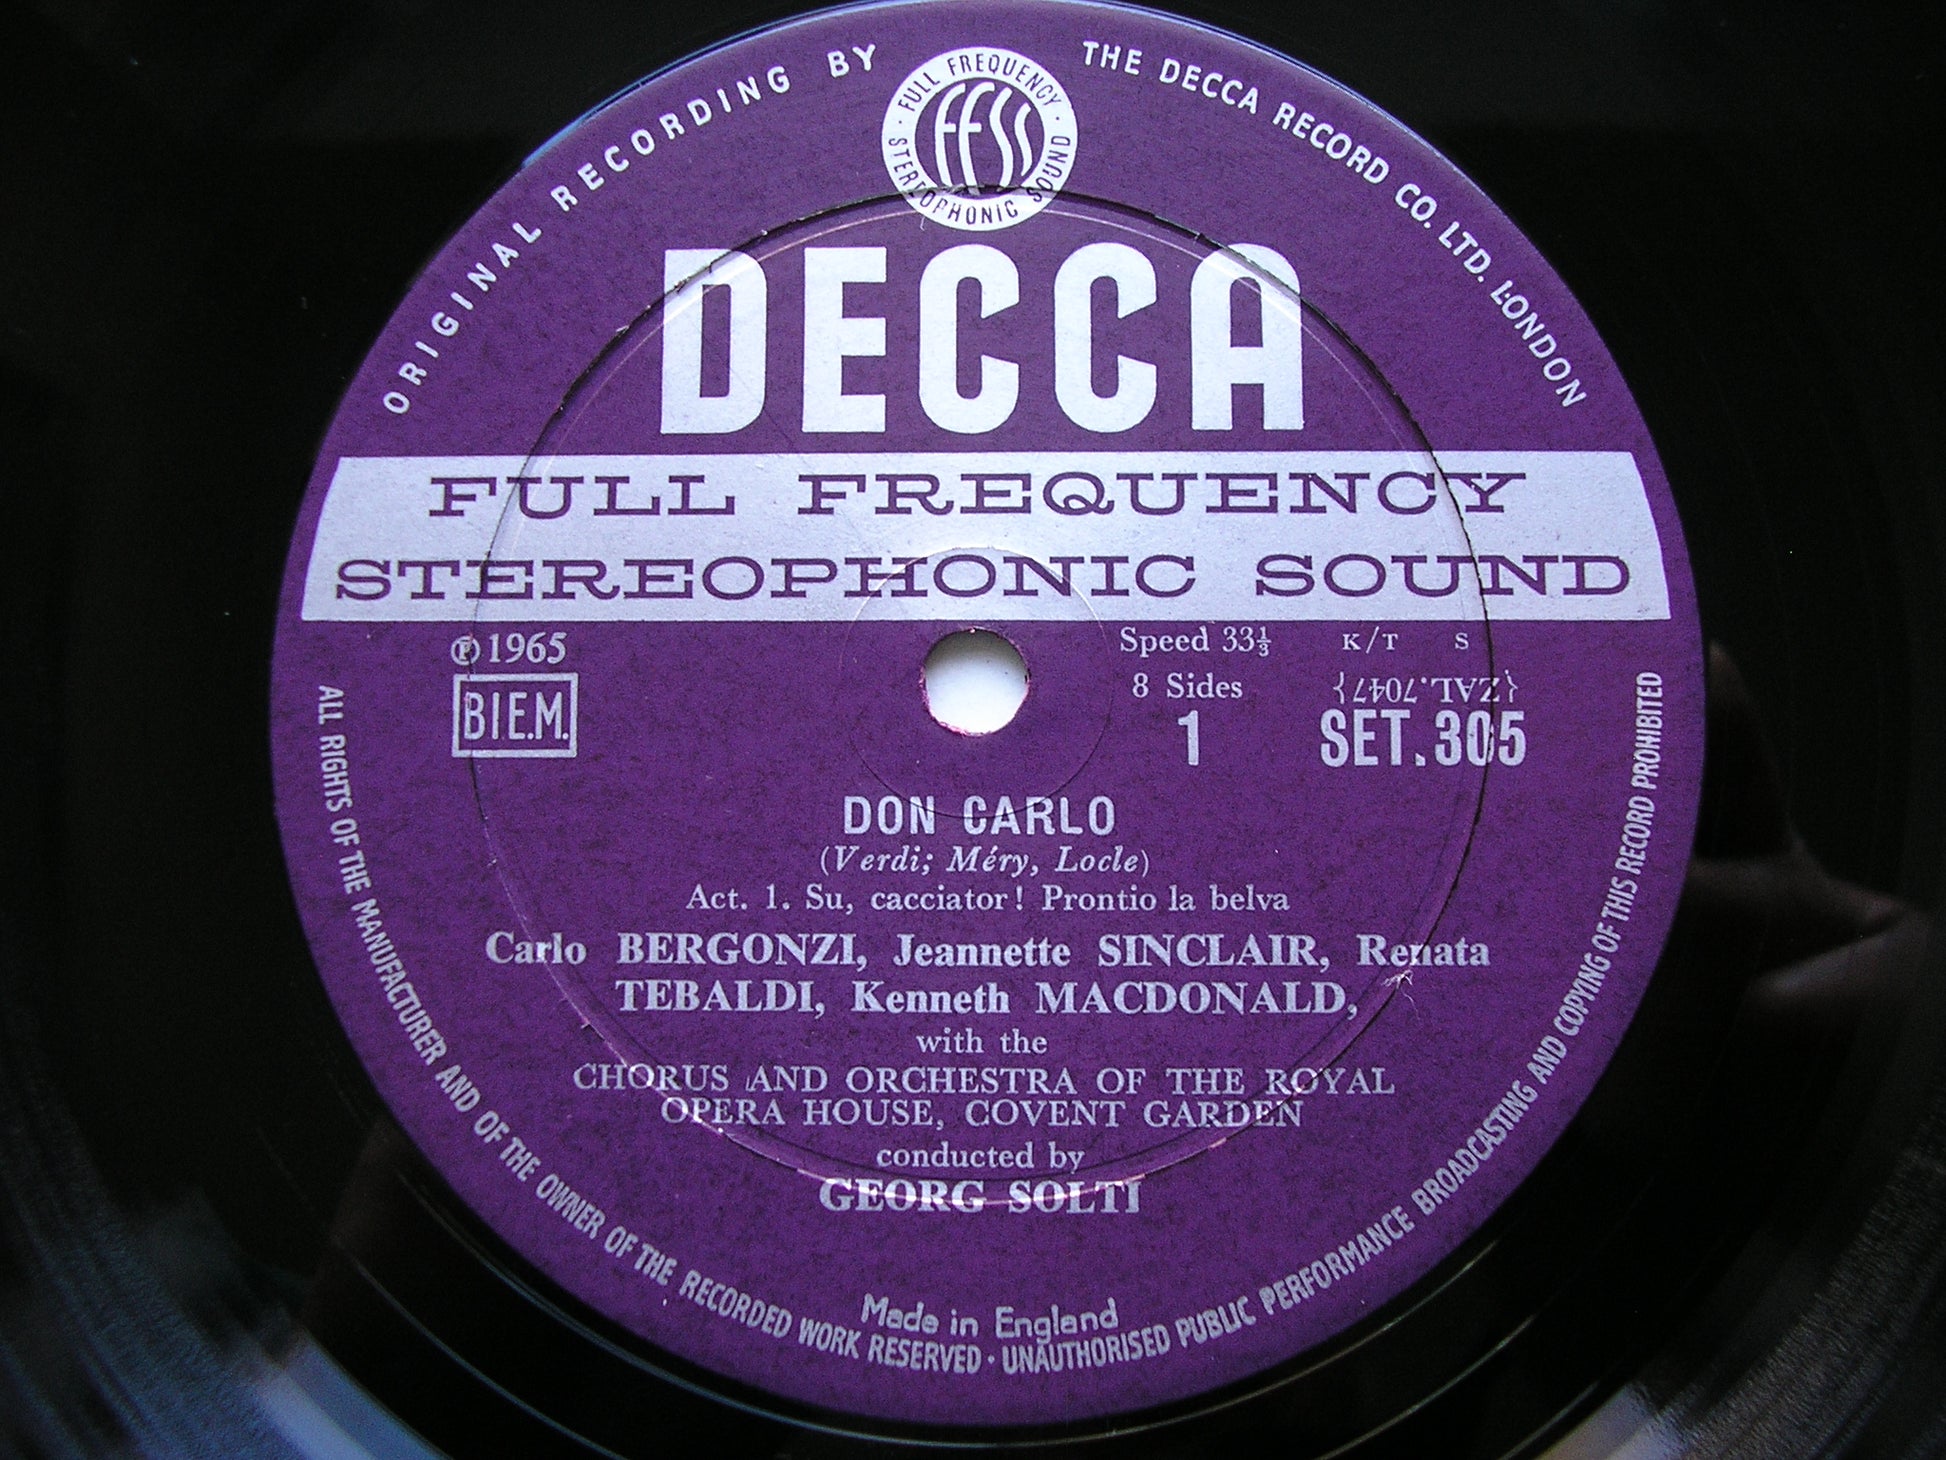 ORIGINAL RECORDING BY THE DECCA RECORD CO. LTD. LONDON
FULL FREQUENCY
FFSS
STEREOPHONIC SOUND
DECCA
FULL FREQUENCY
STEREOPHONIC SOUND
℗ 1965
B.I.E.M.
Speed 33⅓ K/T S
8 Sides {ZAL.7047}
1 SET.305
DON CARLO
(Verdi; Méry, Locle)
Act. 1. Su, cacciator! Prontio la belva
Carlo BERGONZI, Jeannette SINCLAIR, Renata
TEBALDI, Kenneth MACDONALD,
with the
CHORUS AND ORCHESTRA OF THE ROYAL
OPERA HOUSE, COVENT GARDEN
conducted by
GEORG SOLTI
Made in England
ALL RIGHTS OF THE MANUFACTURER AND OF THE OWNER OF THE RECORDED WORK RESERVED · UNAUTHORISED PUBLIC PERFORMANCE BROADCASTING AND COPYING OF THIS RECORD PROHIBITED